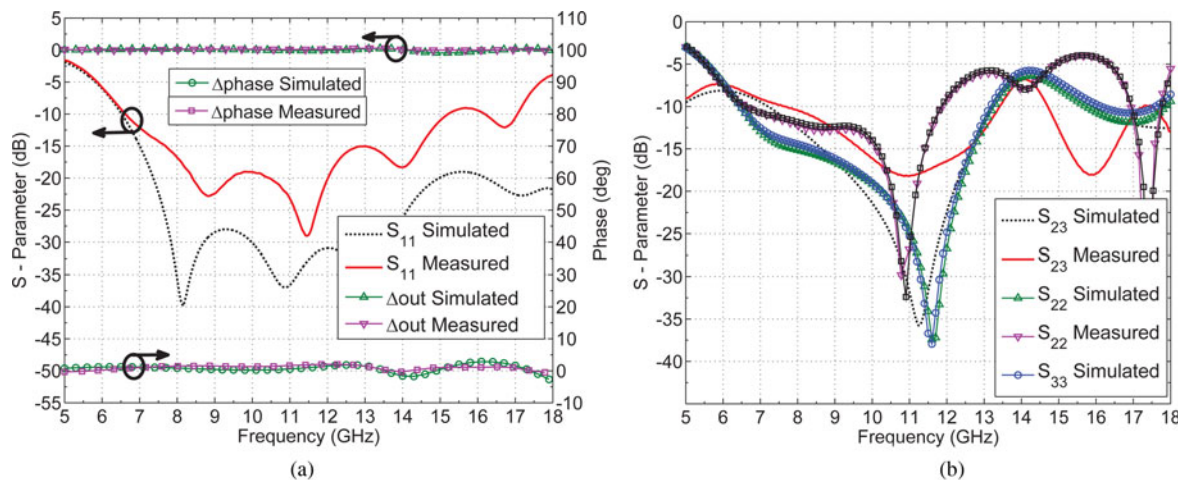 5
0
-5
-10
-15
-20
-25
-30
-35
-40
-45
-50
-55
S - Parameter (dB)
110
100
90
80
70
60
50
40
30
20
10
0
-10
Phase (deg)
Δphase Simulated
Δphase Measured
S11 Simulated
S11 Measured
Δout Simulated
Δout Measured
5 6 7 8 9 10 11 12 13 14 15 16 17 18
Frequency (GHz)
(a)
0
-5
-10
-15
-20
-25
-30
-35
-40
S - Parameter (dB)
S23 Simulated
S23 Measured
S22 Simulated
S22 Measured
S33 Simulated
5 6 7 8 9 10 11 12 13 14 15 16 17 18
Frequency (GHz)
(b)